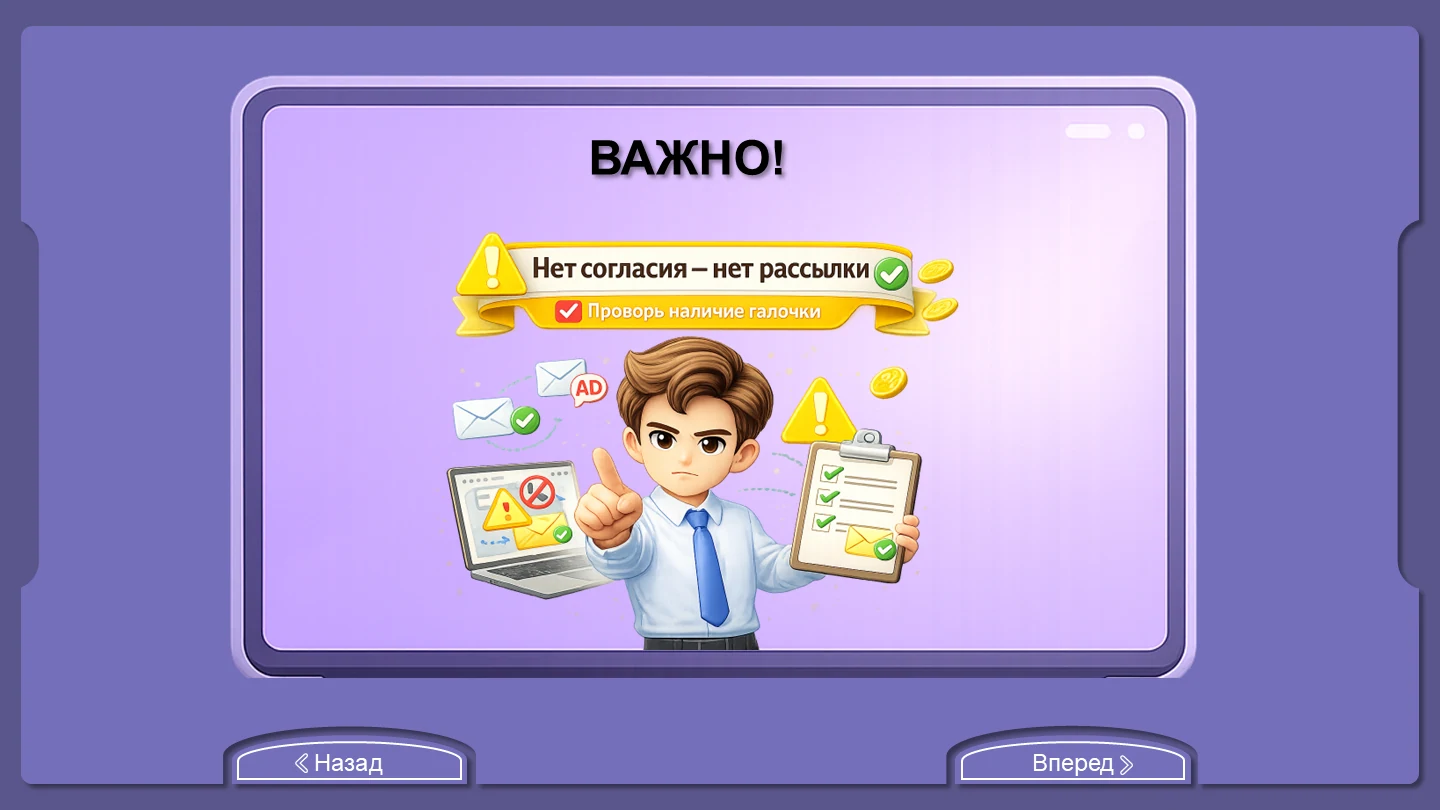 ВАЖНО!
Нет согласия – нет рассылки
Проворь наличие галочки
AD
Назад
Вперед